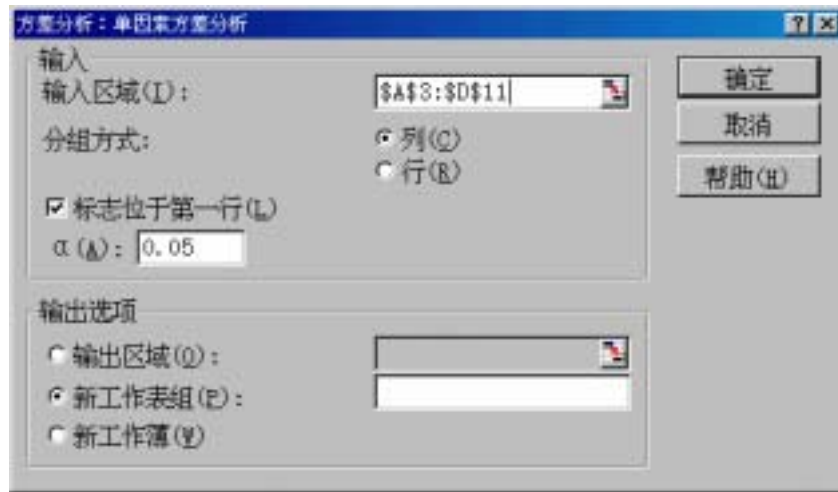 方差分析：单因素方差分析
输入
输入区域(I)：
$A$3:$D$11
分组方式：
列(C)
行(R)
标志位于第一行(L)
α(A)：
0.05
输出选项
输出区域(O)：
新工作表组(P)：
新工作薄(W)
确定
取消
帮助(H)